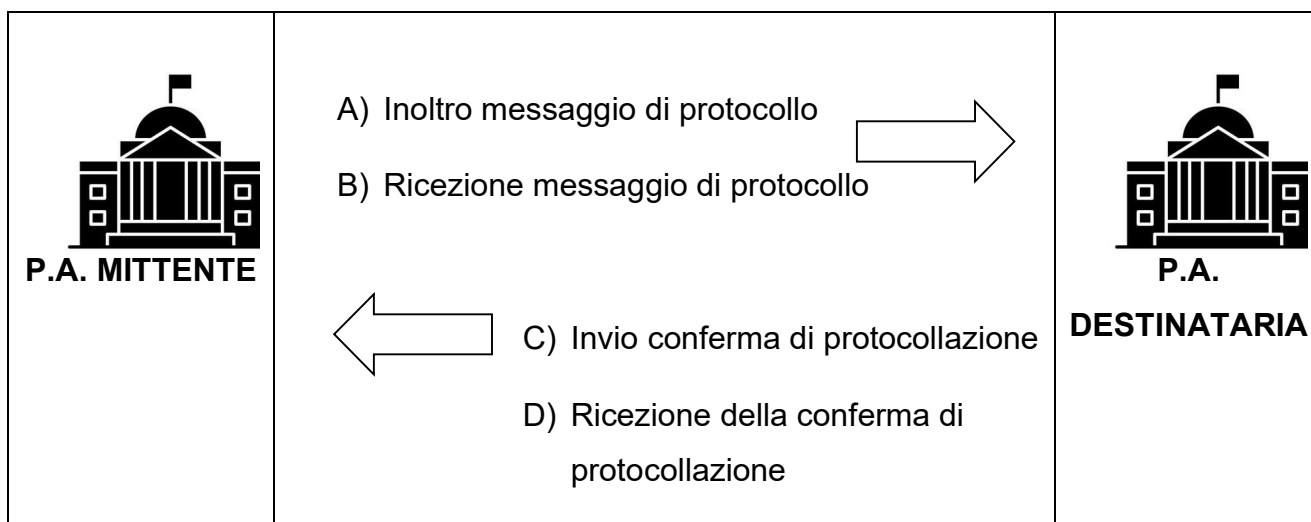 A) Inoltro messaggio di protocollo
B) Ricezione messaggio di protocollo
P.A. MITTENTE
P.A.
DESTINATARIA
C) Invio conferma di protocollazione
D) Ricezione della conferma di
protocollazione